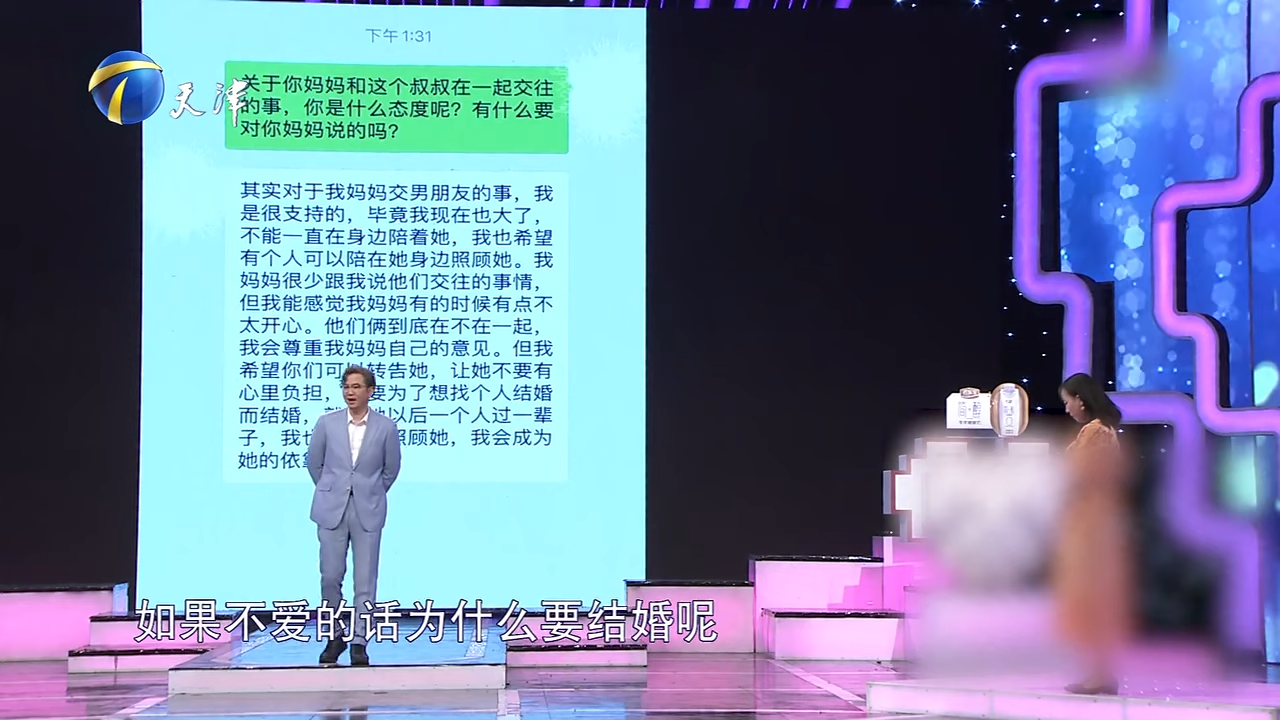 下午 1:31
天津
关于你妈妈和这个叔叔在一起交往
的事，你是什么态度呢？有什么要
对你妈妈说的吗？
其实对于我妈妈交男朋友的事，我
是很支持的，毕竟我现在也大了，
不能一直在身边陪着她，我也希望
有个人可以陪在她身边照顾她。我
妈妈很少跟我说他们交往的事情，
但我能感觉我妈妈有的时候有点不
太开心。他们俩到底在不在一起，
我会尊重我妈妈自己的意见。但我
希望你们可 转告她，让她不要有
心里负担， 要为了想找个人结婚
而结婚， 她以后一个人过一辈
子，我也 照顾她，我会成为
她的依
如果不爱的话为什么要结婚呢